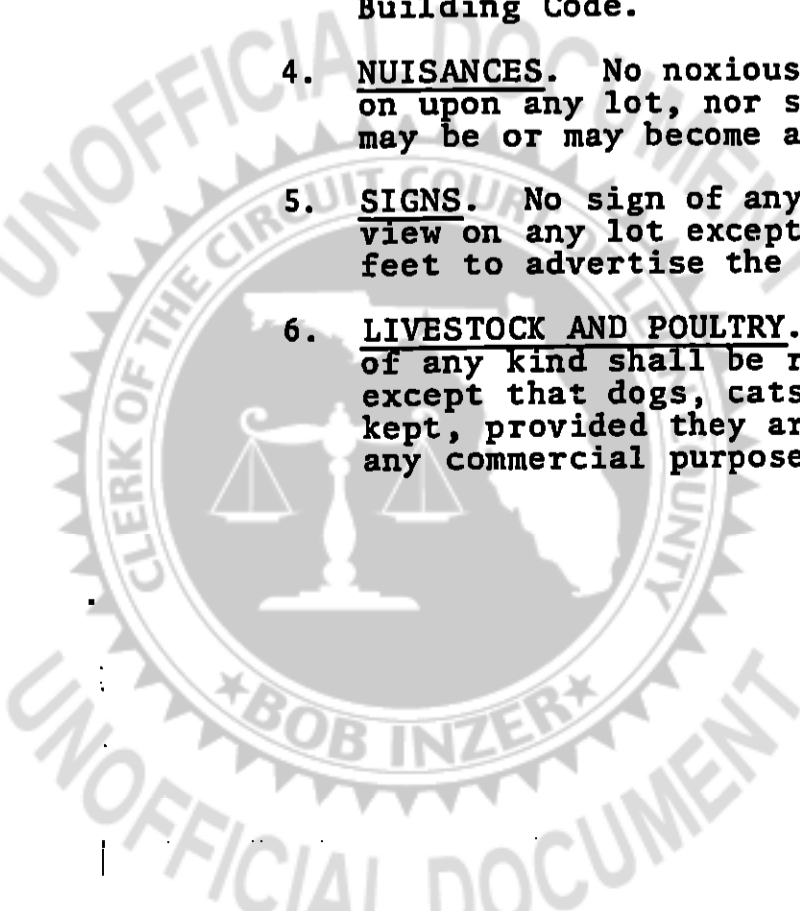 Building Code.
4. NUISANCES. No noxious
on upon any lot, nor s
may be or may become a
5. SIGNS. No sign of any
view on any lot except
feet to advertise the
6. LIVESTOCK AND POULTRY.
of any kind shall be r
except that dogs, cats
kept, provided they ar
any commercial purpose
UNOFFICIAL DOCUMENT
CLERK OF THE CIRCUIT COURT OF LEON COUNTY
★BOB INZER★
UNOFFICIAL DOCUMENT